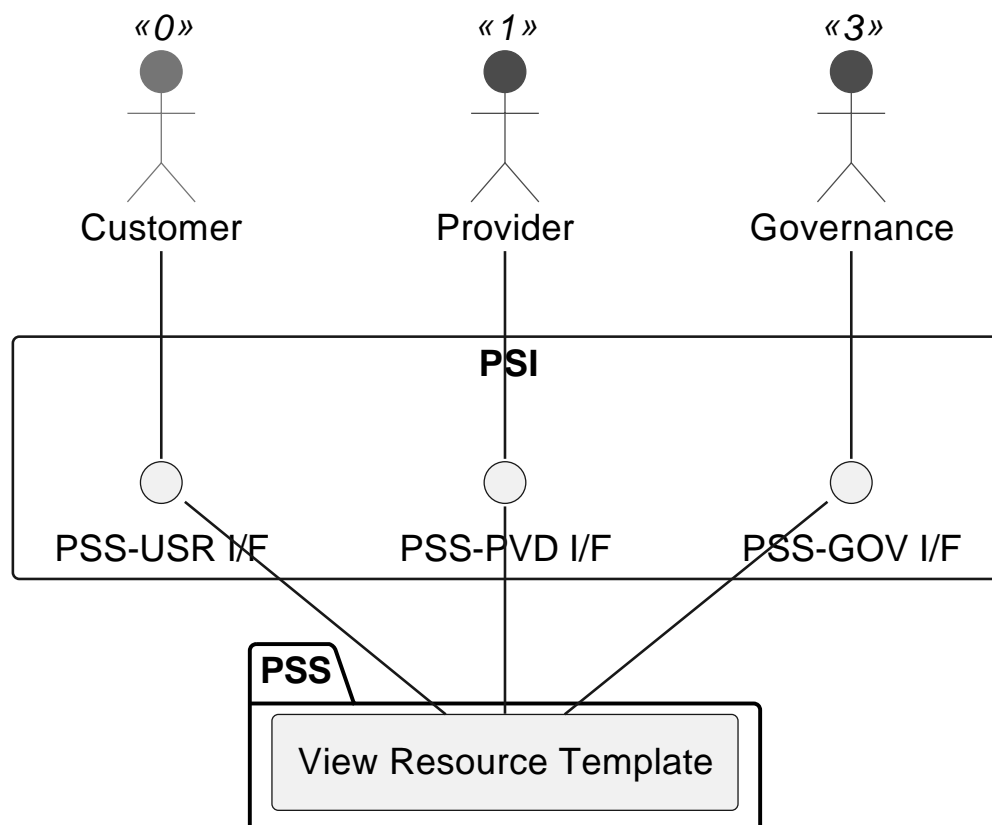 «0» «1» «3»
Customer Provider Governance
PSI
PSS-USR I/F PSS-PVD I/F PSS-GOV I/F
PSS
View Resource Template